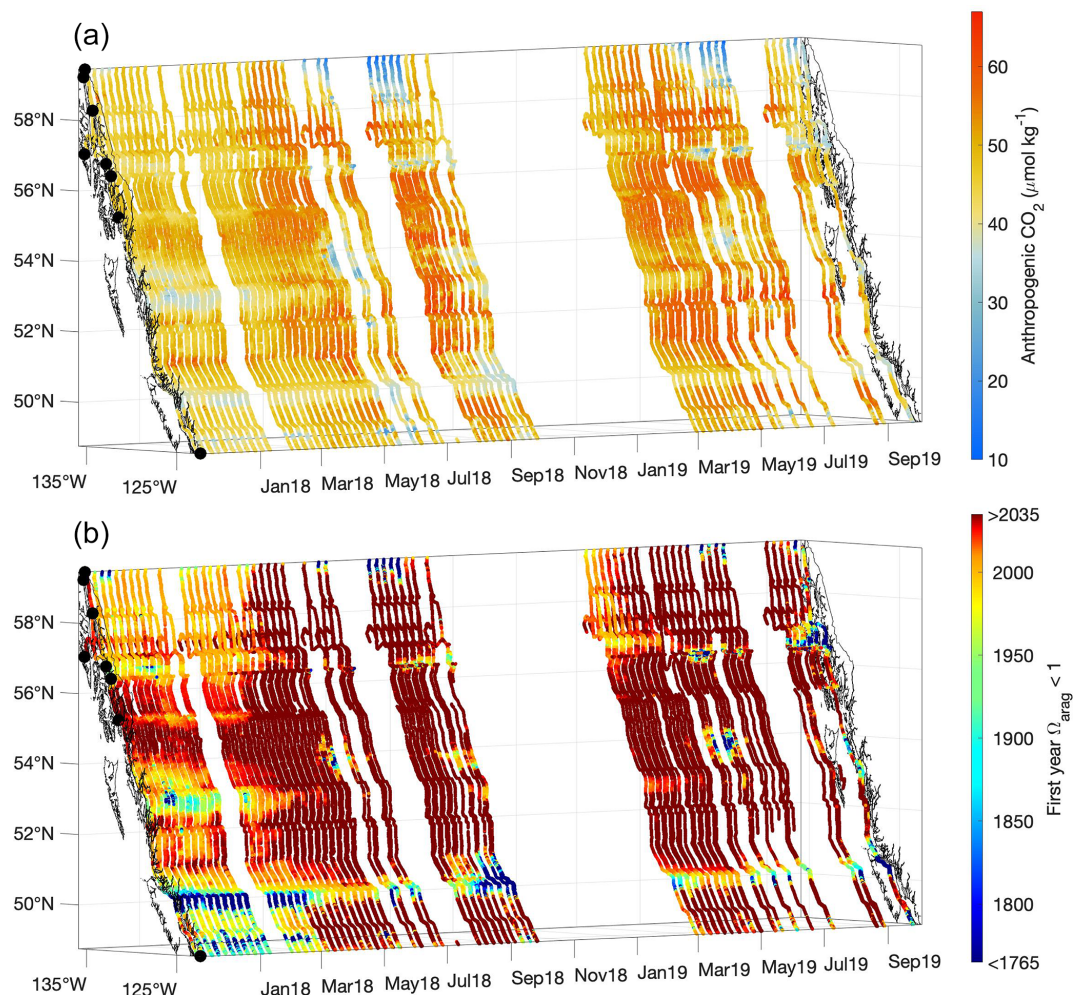 (a)
58°N
56°N
54°N
52°N
50°N
135°W
125°W
Jan18 Mar18 May18 Jul18 Sep18 Nov18 Jan19 Mar19 May19 Jul19 Sep19
60
50
40
30
20
10
Anthropogenic CO₂ (μmol kg⁻¹)
(b)
58°N
56°N
54°N
52°N
50°N
135°W
125°W
Jan18 Mar18 May18 Jul18 Sep18 Nov18 Jan19 Mar19 May19 Jul19 Sep19
>2035
2000
1950
1900
1850
1800
<1765
First year Ωarag < 1